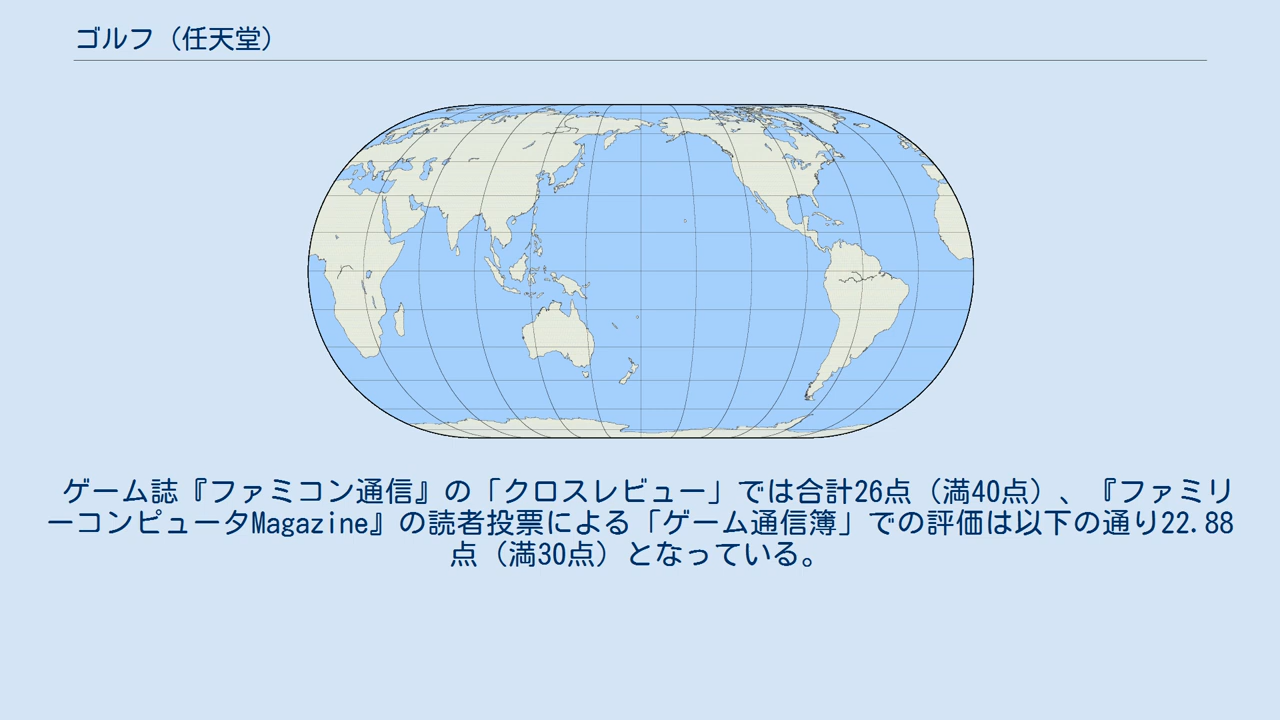 ゴルフ（任天堂）
ゲーム誌『ファミコン通信』の「クロスレビュー」では合計26点（満40点）、『ファミリ
ーコンピュータMagazine』の読者投票による「ゲーム通信簿」での評価は以下の通り22.88
点（満30点）となっている。